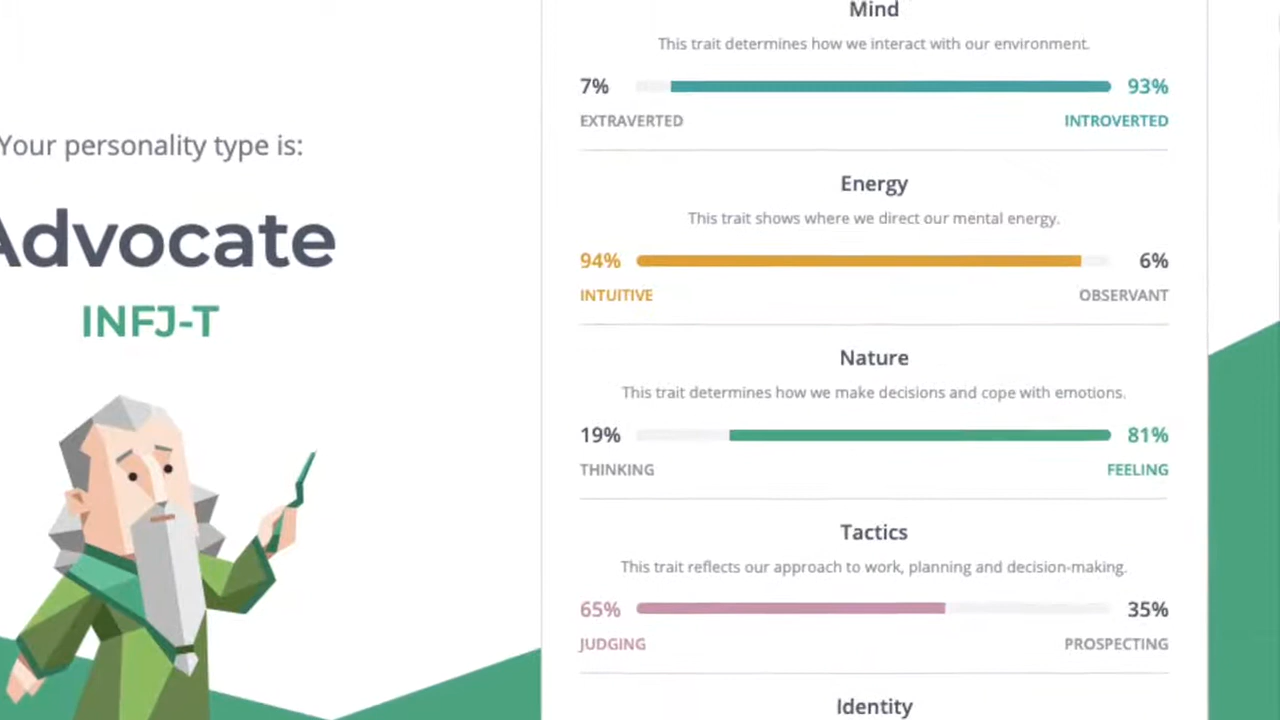 Your personality type is:
Advocate
INFJ-T
Mind
This trait determines how we interact with our environment.
7% 93%
EXTRAVERTED INTROVERTED
Energy
This trait shows where we direct our mental energy.
94% 6%
INTUITIVE OBSERVANT
Nature
This trait determines how we make decisions and cope with emotions.
19% 81%
THINKING FEELING
Tactics
This trait reflects our approach to work, planning and decision-making.
65% 35%
JUDGING PROSPECTING
Identity